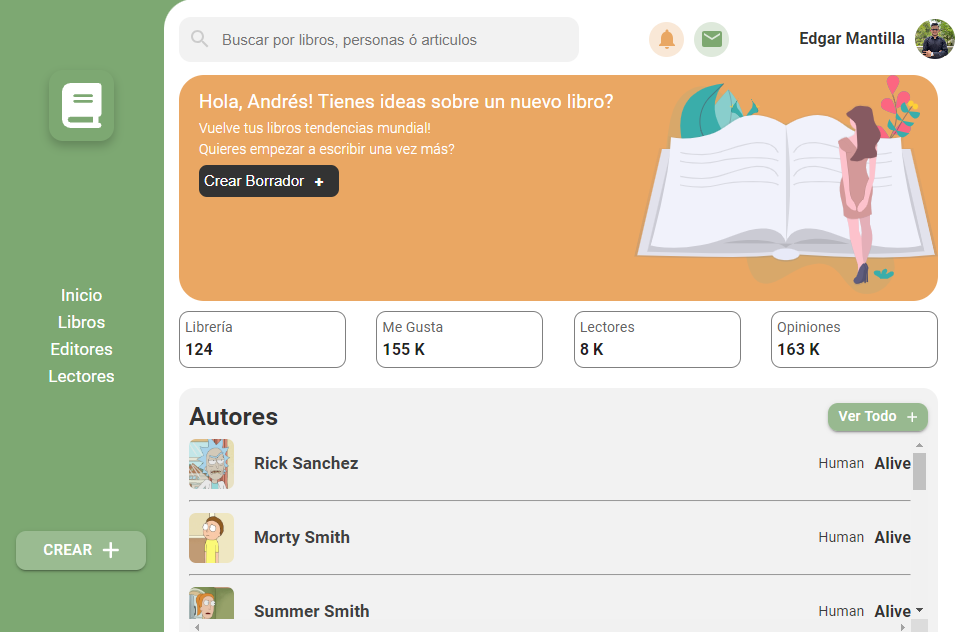 Buscar por libros, personas ó articulos
Edgar Mantilla
Hola, Andrés! Tienes ideas sobre un nuevo libro?
Vuelve tus libros tendencias mundial!
Quieres empezar a escribir una vez más?
Crear Borrador +
Inicio
Libros
Editores
Lectores
CREAR +
Librería
124
Me Gusta
155 K
Lectores
8 K
Opiniones
163 K
Autores
Ver Todo +
Rick Sanchez Human Alive
Morty Smith Human Alive
Summer Smith Human Alive